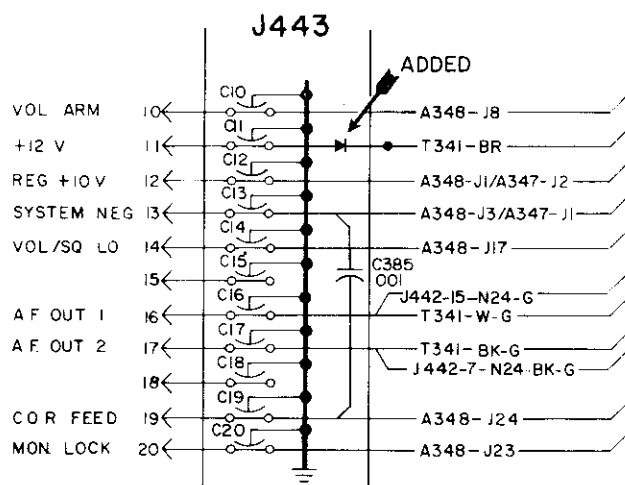 J443
ADDED
C10
VOL ARM 10 A348-J8
C11
+12 V 11 T341-BR
C12
REG +10V 12 A348-J1/A347-J2
C13
SYSTEM NEG 13 A348-J3/A347-J1
C14
VOL/SQ LO 14 A348-J17
C15
15 C385
001
C16 J442-15-N24-G
A F OUT 1 16 T341-W-G
C17
A F. OUT 2 17 T341-BK-G
C18 J442-7-N24-BK-G
18
C19
C O R FEED 19 A348-J24
C20
MON. LOCK 20 A348-J23